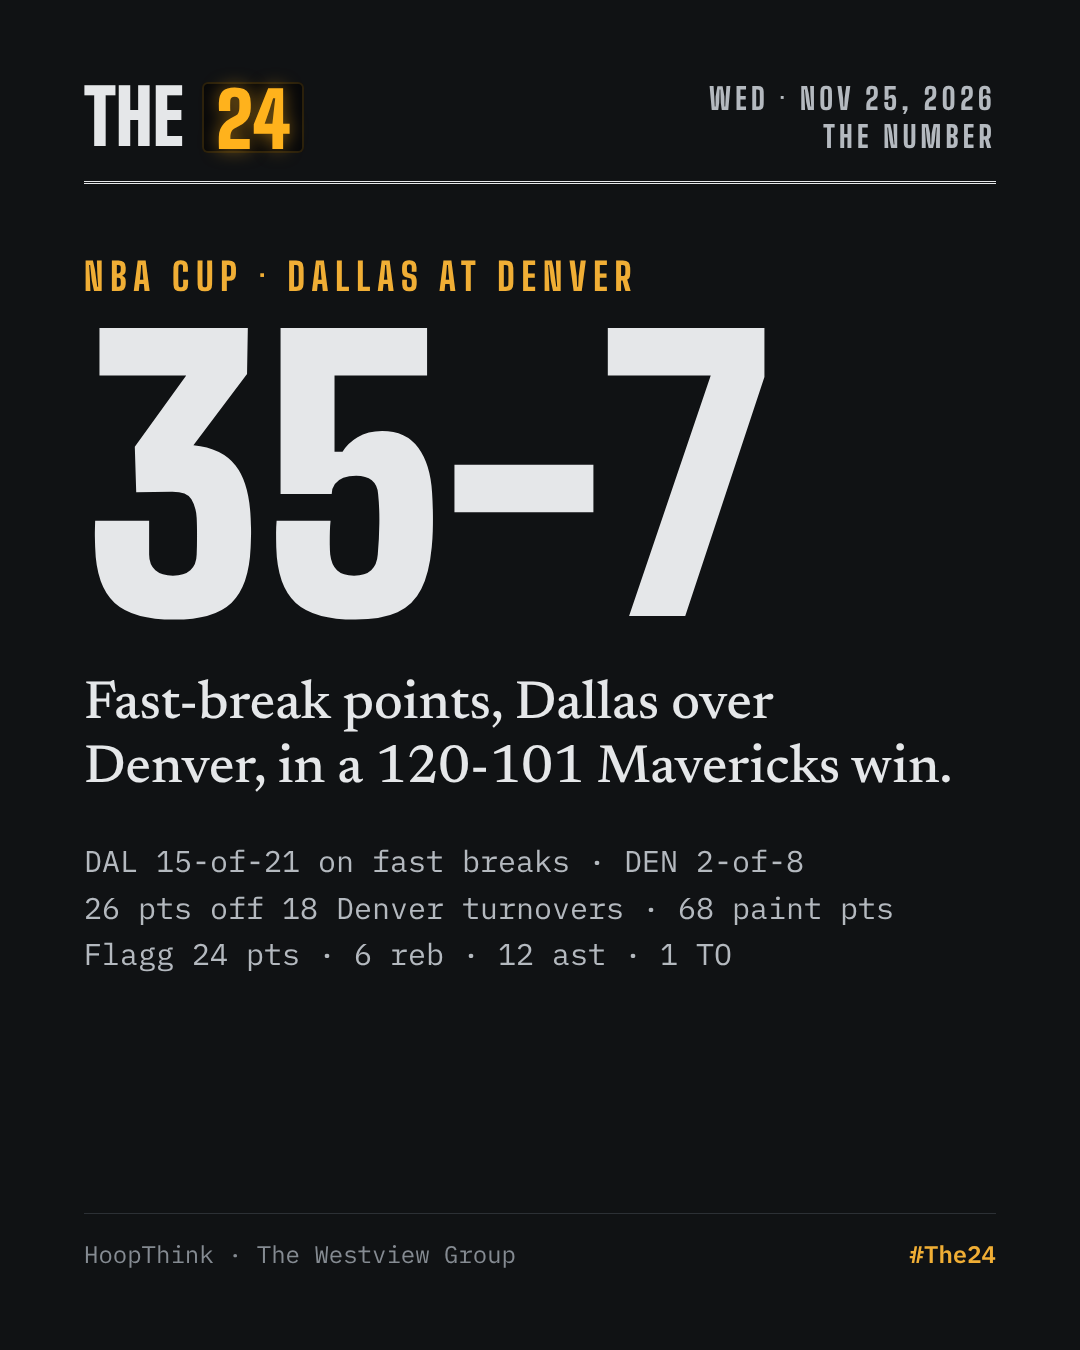 THE 24
WED · NOV 25, 2026
THE NUMBER
NBA CUP · DALLAS AT DENVER
35–7
Fast-break points, Dallas over
Denver, in a 120-101 Mavericks win.
DAL 15-of-21 on fast breaks · DEN 2-of-8
26 pts off 18 Denver turnovers · 68 paint pts
Flagg 24 pts · 6 reb · 12 ast · 1 TO
HoopThink · The Westview Group
#The24